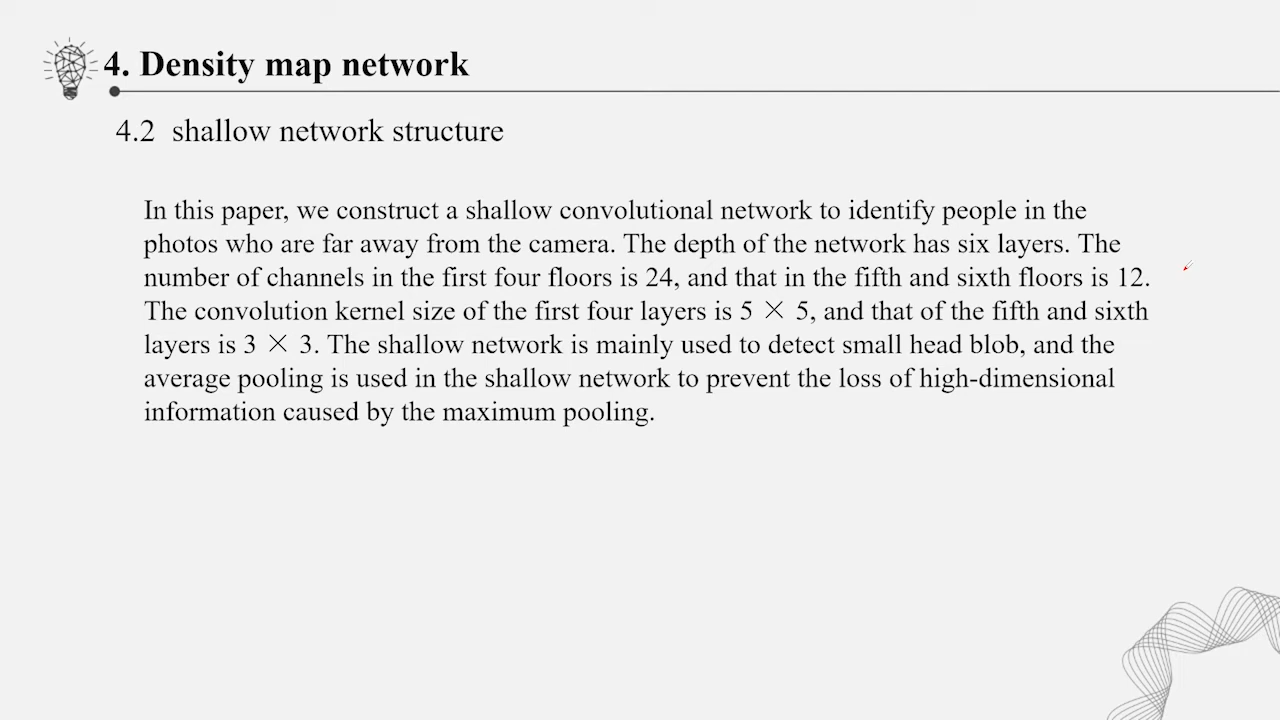 4. Density map network
4.2 shallow network structure
In this paper, we construct a shallow convolutional network to identify people in the
photos who are far away from the camera. The depth of the network has six layers. The
number of channels in the first four floors is 24, and that in the fifth and sixth floors is 12.
The convolution kernel size of the first four layers is 5 × 5, and that of the fifth and sixth
layers is 3 × 3. The shallow network is mainly used to detect small head blob, and the
average pooling is used in the shallow network to prevent the loss of high-dimensional
information caused by the maximum pooling.